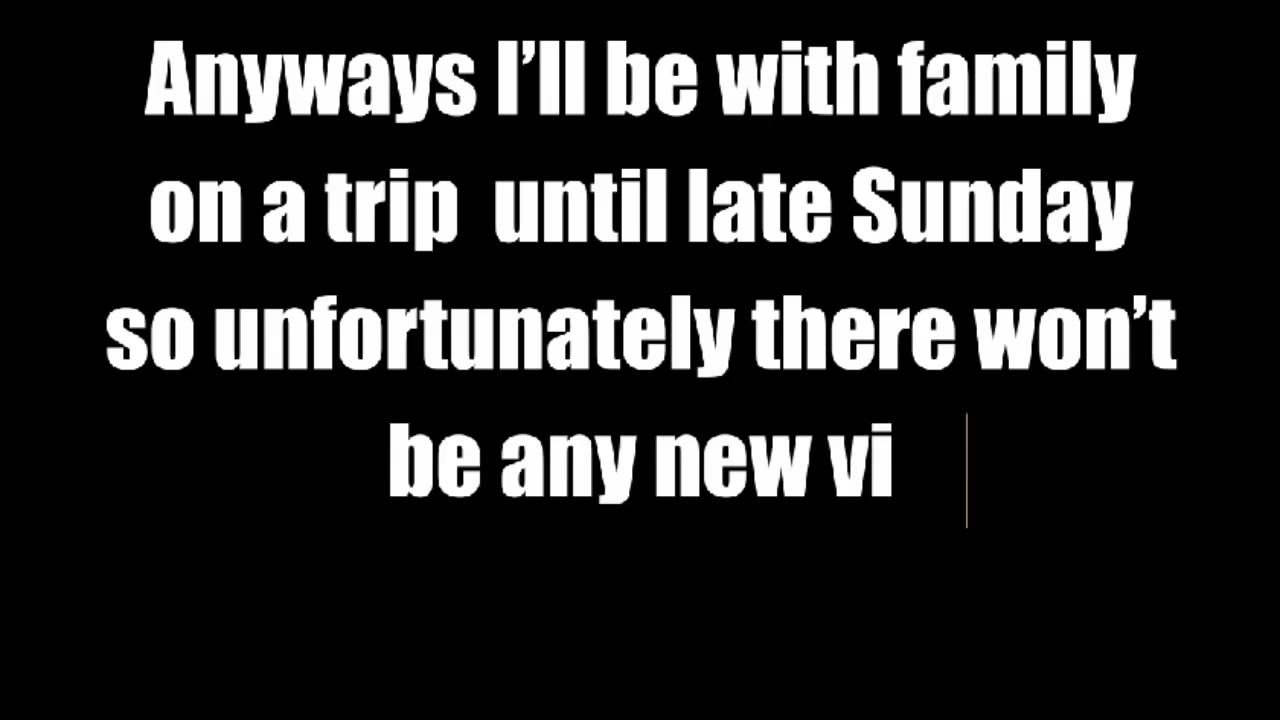 Anyways I’ll be with family
on a trip  until late Sunday
so unfortunately there won’t
be any new vi